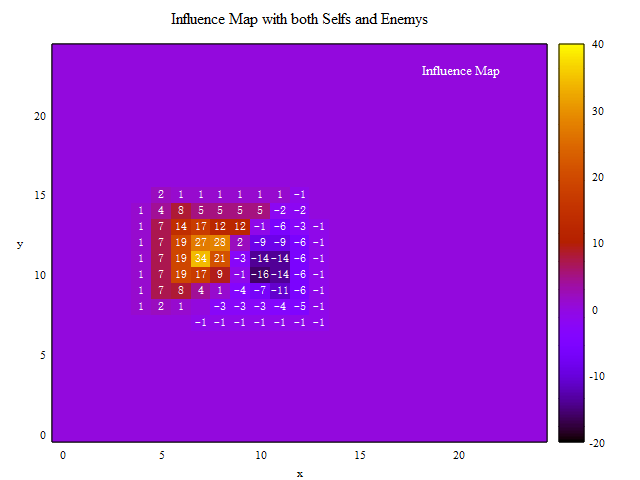 Influence Map with both Selfs and Enemys
40
Influence Map
30
20
20
2 1 1 1 1 1 1 -1
15
1 4 8 5 5 5 5 -2 -2
1 7 14 17 12 12 -1 -6 -3 -1
10
y
1 7 19 27 28 2 -9 -9 -6 -1
1 7 19 34 21 -3 -14 -14 -6 -1
10
1 7 19 17 9 -1 -16 -14 -6 -1
1 7 8 4 1 -4 -7 -11 -6 -1
0
1 2 1 -3 -3 -3 -4 -5 -1
-1 -1 -1 -1 -1 -1 -1
5
-10
0
-20
0 5 10 15 20
x